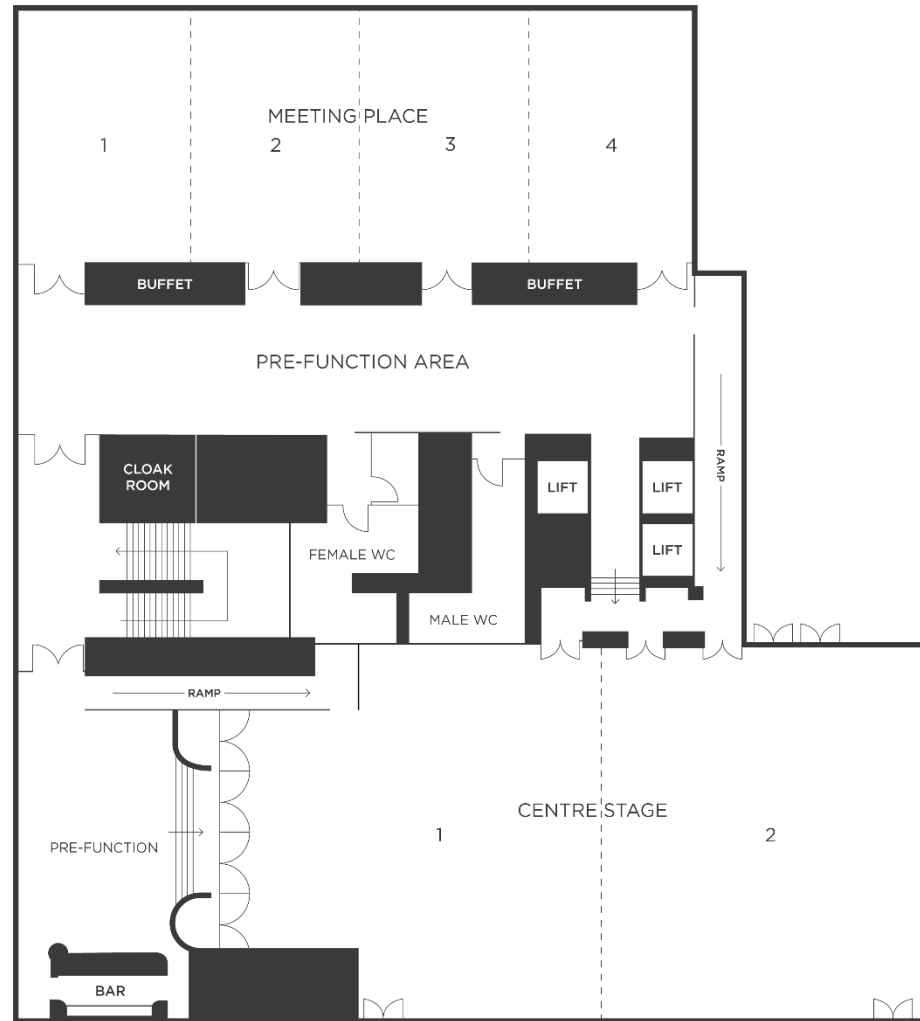 MEETING PLACE
1
2
3
4
BUFFET
BUFFET
PRE-FUNCTION AREA
CLOAK
ROOM
LIFT
LIFT
RAMP
LIFT
FEMALE WC
MALE WC
RAMP
CENTRE STAGE
1
2
PRE-FUNCTION
BAR